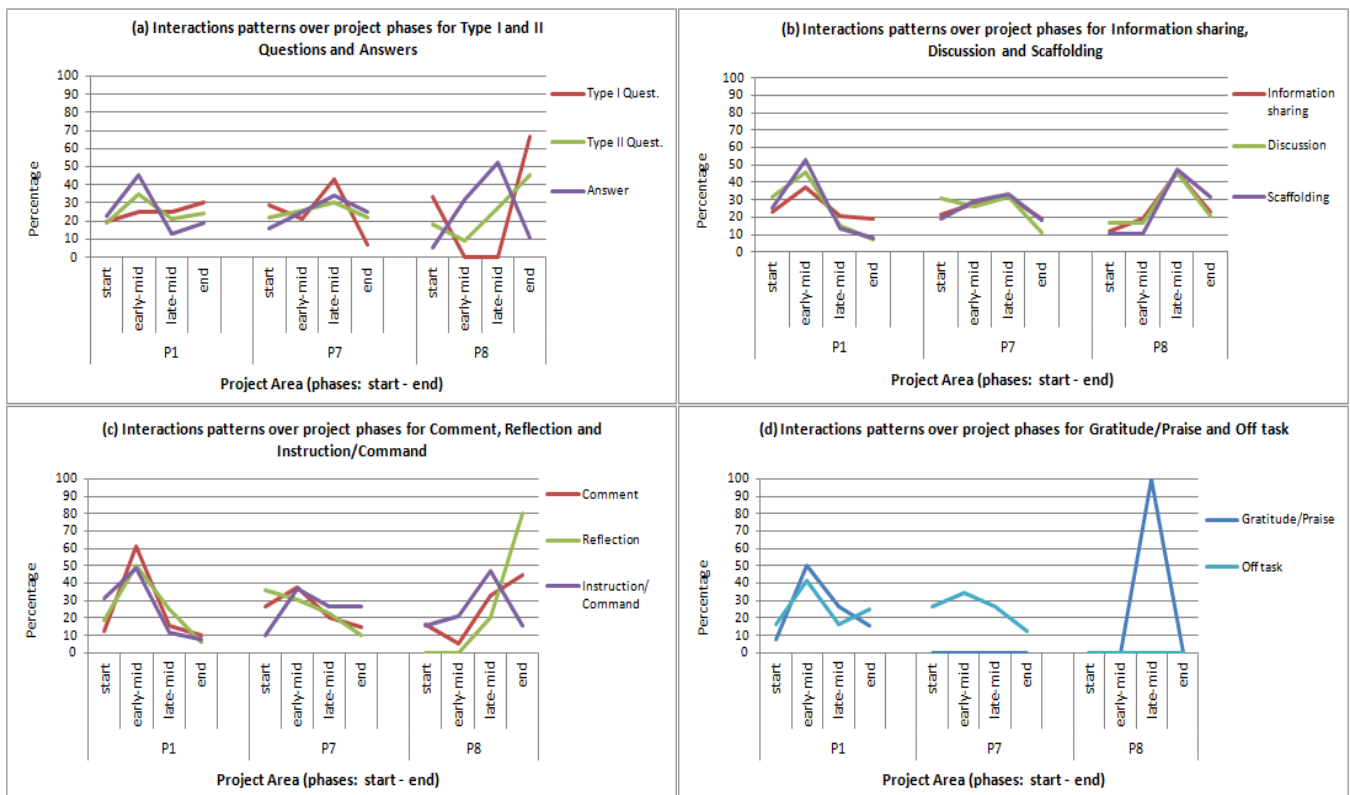 (a) Interactions patterns over project phases for Type I and II
Questions and Answers
Percentage
100
90
80
70
60
50
40
30
20
10
0
start
early-mid
late-mid
end
start
early-mid
late-mid
end
start
early-mid
late-mid
end
P1
P7
P8
Project Area (phases: start - end)
Type I Quest.
Type II Quest.
Answer
(b) Interactions patterns over project phases for Information sharing,
Discussion and Scaffolding
Percentage
100
90
80
70
60
50
40
30
20
10
0
start
early-mid
late-mid
end
start
early-mid
late-mid
end
start
early-mid
late-mid
end
P1
P7
P8
Project Area (phases: start - end)
Information
sharing
Discussion
Scaffolding
(c) Interactions patterns over project phases for Comment, Reflection and
Instruction/Command
Percentage
100
90
80
70
60
50
40
30
20
10
0
start
early-mid
late-mid
end
start
early-mid
late-mid
end
start
early-mid
late-mid
end
P1
P7
P8
Project Area (phases: start - end)
Comment
Reflection
Instruction/
Command
(d) Interactions patterns over project phases for Gratitude/Praise and Off task
Percentage
100
90
80
70
60
50
40
30
20
10
0
start
early-mid
late-mid
end
start
early-mid
late-mid
end
start
early-mid
late-mid
end
P1
P7
P8
Project Area (phases: start - end)
Gratitude/Praise
Off task